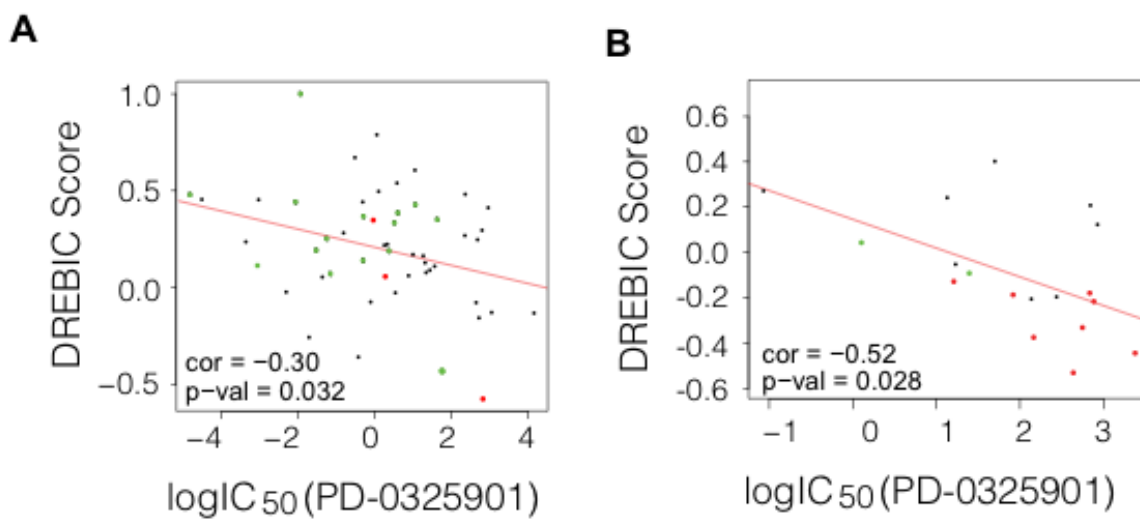 A
DREBIC Score
1.0
0.5
0.0
−0.5
cor = −0.30
p−val = 0.032
−4 −2 0 2 4
logIC50(PD-0325901)
B
DREBIC Score
0.6
0.4
0.2
0.0
-0.2
-0.4
-0.6
cor = −0.52
p−val = 0.028
−1 0 1 2 3
logIC50(PD-0325901)